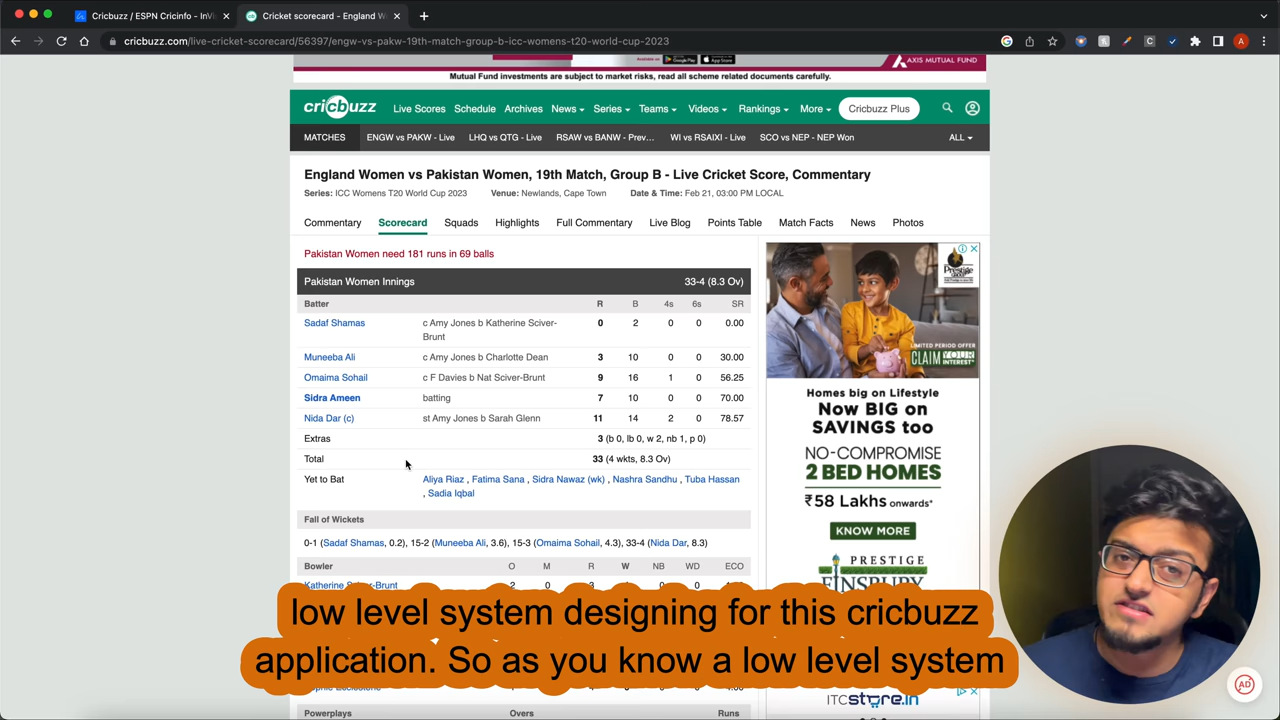 Cricbuzz / ESPN Cricinfo - InVi
Cricket scorecard - England W
cricbuzz.com/live-cricket-scorecard/56397/engw-vs-pakw-19th-match-group-b-icc-womens-t20-world-cup-2023
AXIS MUTUAL FUND
Mutual Fund investments are subject to market risks, read all scheme related documents carefully.
cricbuzz Live Scores Schedule Archives News Series Teams Videos Rankings More Cricbuzz Plus
MATCHES ENGW vs PAKW - Live LHQ vs QTG - Live RSAW vs BANW - Prev... WI vs RSAIXI - Live SCO vs NEP - NEP Won ALL
England Women vs Pakistan Women, 19th Match, Group B - Live Cricket Score, Commentary
Series: ICC Womens T20 World Cup 2023 Venue: Newlands, Cape Town Date & Time: Feb 21, 03:00 PM LOCAL
Commentary Scorecard Squads Highlights Full Commentary Live Blog Points Table Match Facts News Photos
Pakistan Women need 181 runs in 69 balls
Pakistan Women Innings 33-4 (8.3 Ov)
Batter R B 4s 6s SR
Sadaf Shamas c Amy Jones b Katherine Sciver-
Brunt 0 2 0 0 0.00
Muneeba Ali c Amy Jones b Charlotte Dean 3 10 0 0 30.00
Omaima Sohail c F Davies b Nat Sciver-Brunt 9 16 1 0 56.25
Sidra Ameen batting 7 10 0 0 70.00
Nida Dar (c) st Amy Jones b Sarah Glenn 11 14 2 0 78.57
Extras 3 (b 0, lb 0, w 2, nb 1, p 0)
Total 33 (4 wkts, 8.3 Ov)
Yet to Bat Aliya Riaz , Fatima Sana , Sidra Nawaz (wk) , Nashra Sandhu , Tuba Hassan
, Sadia Iqbal
Fall of Wickets
0-1 (Sadaf Shamas, 0.2), 15-2 (Muneeba Ali, 3.6), 15-3 (Omaima Sohail, 4.3), 33-4 (Nida Dar, 8.3)
Bowler O M R W NB WD ECO
Prestige
LIMITED PERIOD OFFER
CLAIM YOUR
INTEREST*
Homes big on Lifestyle
Now BIG on
SAVINGS too
NO-COMPROMISE
2 BED HOMES
₹58 Lakhs onwards*
KNOW MORE
PRESTIGE
FINSBURY
ITCstore.in
low level system designing for this cricbuzz
application. So as you know a low level system
Powerplays Overs Runs
AD